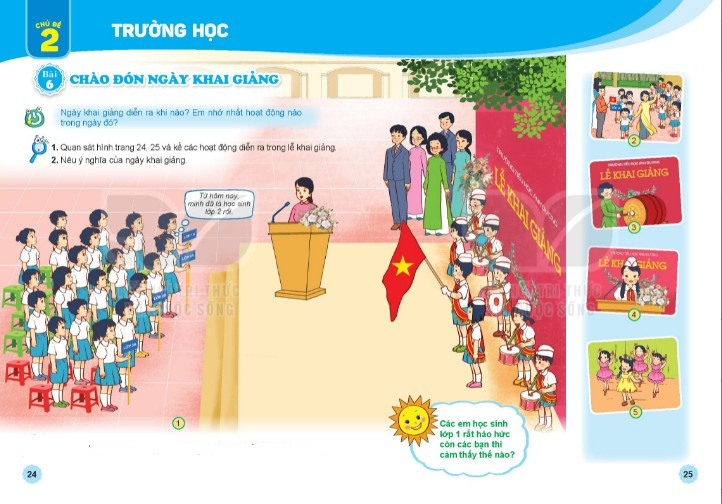 CHỦ ĐỀ
2
TRƯỜNG HỌC
Bài
6
CHÀO ĐÓN NGÀY KHAI GIẢNG
Ngày khai giảng diễn ra khi nào? Em nhớ nhất hoạt động nào
trong ngày đó?
1. Quan sát hình trang 24, 25 và kể các hoạt động diễn ra trong lễ khai giảng.
2. Nêu ý nghĩa của ngày khai giảng.
Từ hôm nay,
mình đã là học sinh
lớp 2 rồi.
LỄ KHAI GIẢNG
1
2
LỄ KHAI GIẢNG
3
LỄ KHAI GIẢNG
4
5
Các em học sinh
lớp 1 rất háo hức
còn các bạn thì
cảm thấy thế nào?
24
25